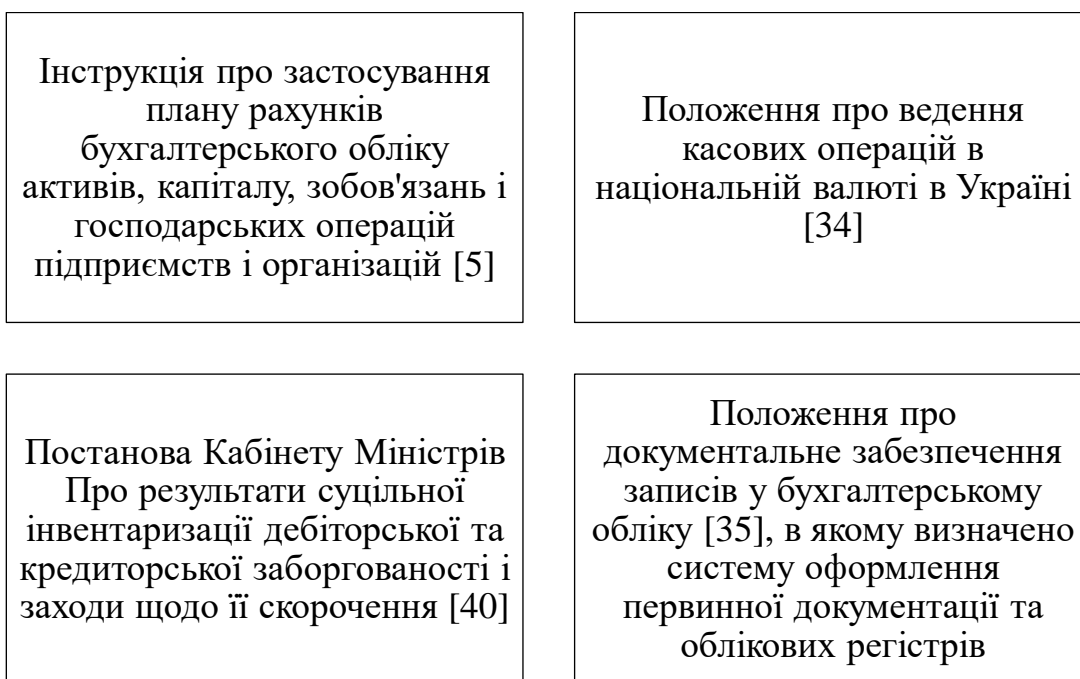 Інструкція про застосування
плану рахунків
бухгалтерського обліку
активів, капіталу, зобов'язань і
господарських операцій
підприємств і організацій [5]
Положення про ведення
касових операцій в
національній валюті в Україні
[34]
Постанова Кабінету Міністрів
Про результати суцільної
інвентаризації дебіторської та
кредиторської заборгованості і
заходи щодо її скорочення [40]
Положення про
документальне забезпечення
записів у бухгалтерському
обліку [35], в якому визначено
систему оформлення
первинної документації та
облікових регістрів